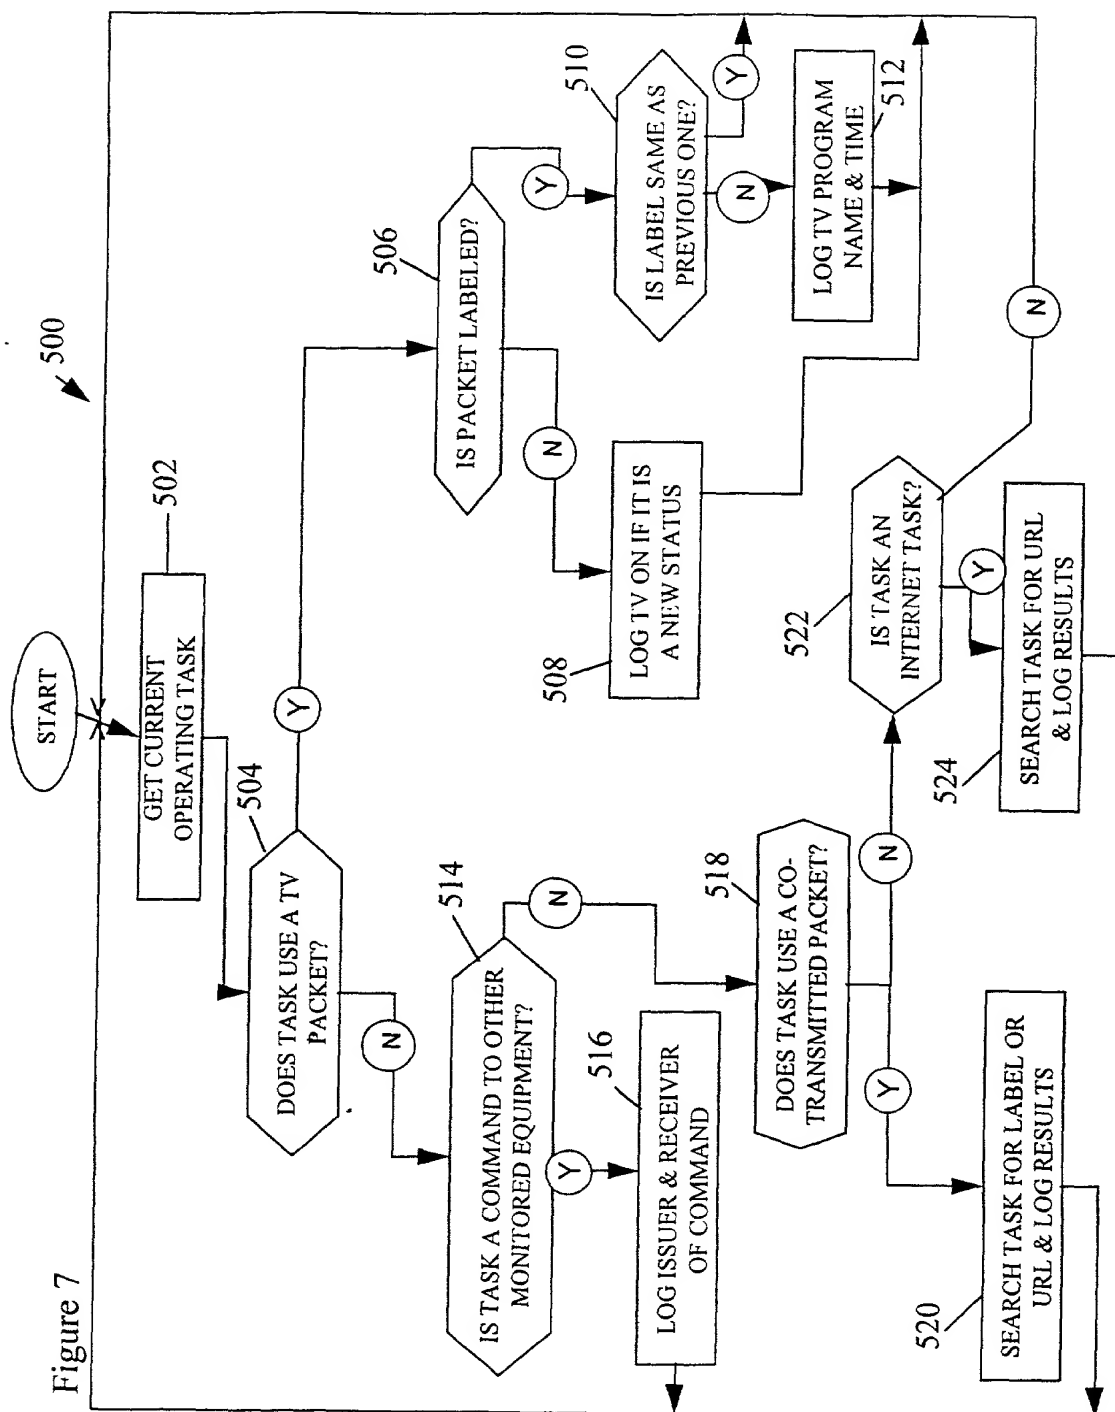 Figure 7
500
START
GET CURRENT
OPERATING TASK
502
504
DOES TASK USE A TV
PACKET?
Y
N
506
IS PACKET LABELED?
Y
N
510
IS LABEL SAME AS
PREVIOUS ONE?
Y
N
LOG TV PROGRAM
NAME & TIME
512
508
LOG TV ON IF IT IS
A NEW STATUS
514
IS TASK A COMMAND TO OTHER
MONITORED EQUIPMENT?
N
Y
516
LOG ISSUER & RECEIVER
OF COMMAND
518
DOES TASK USE A CO-
TRANSMITTED PACKET?
N
Y
520
SEARCH TASK FOR LABEL OR
URL & LOG RESULTS
522
IS TASK AN
INTERNET TASK?
N
Y
524
SEARCH TASK FOR URL
& LOG RESULTS